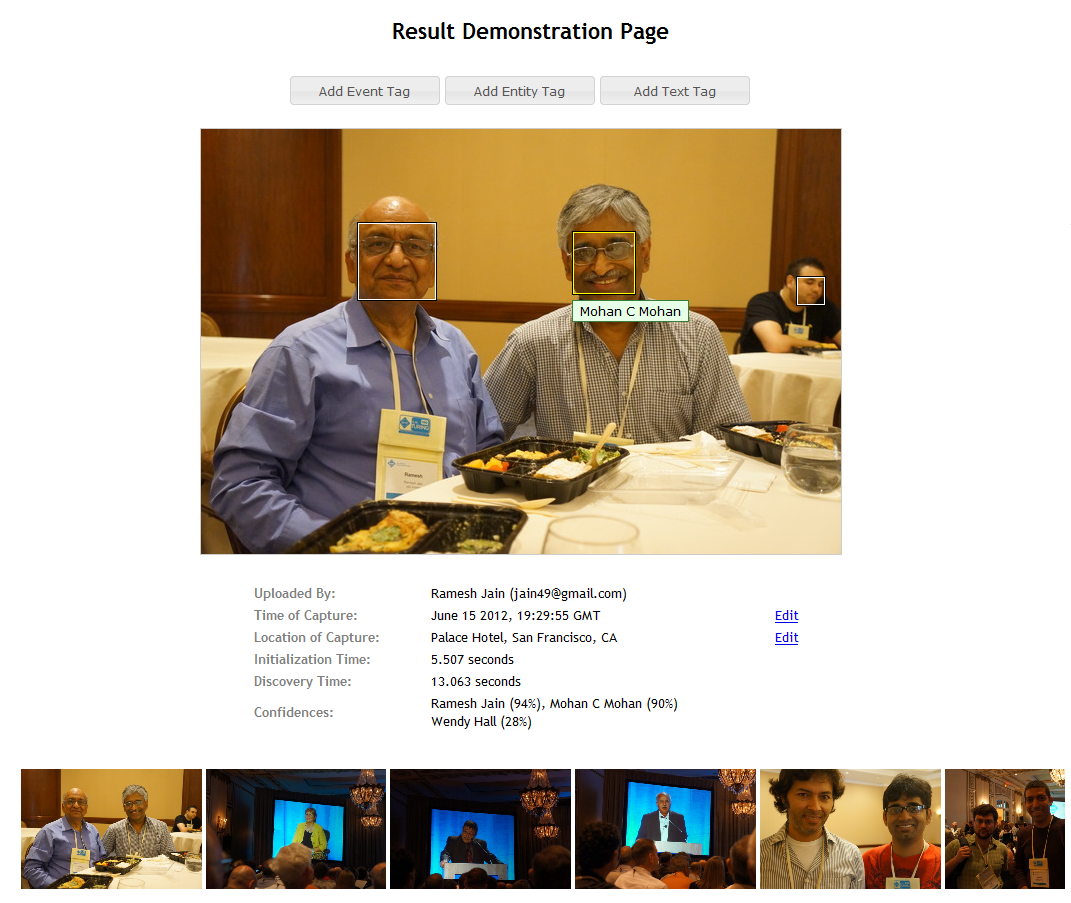 Result Demonstration Page
Add Event Tag
Add Entity Tag
Add Text Tag
Mohan C Mohan
TURING
Ramesh
Uploaded By: Ramesh Jain (jain49@gmail.com)
Time of Capture: June 15 2012, 19:29:55 GMT Edit
Location of Capture: Palace Hotel, San Francisco, CA Edit
Initialization Time: 5.507 seconds
Discovery Time: 13.063 seconds
Confidences: Ramesh Jain (94%), Mohan C Mohan (90%)
Wendy Hall (28%)